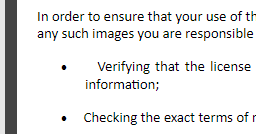 In order to ensure that your use of
any such images you are responsible
• Verifying that the license
information;
• Checking the exact terms of